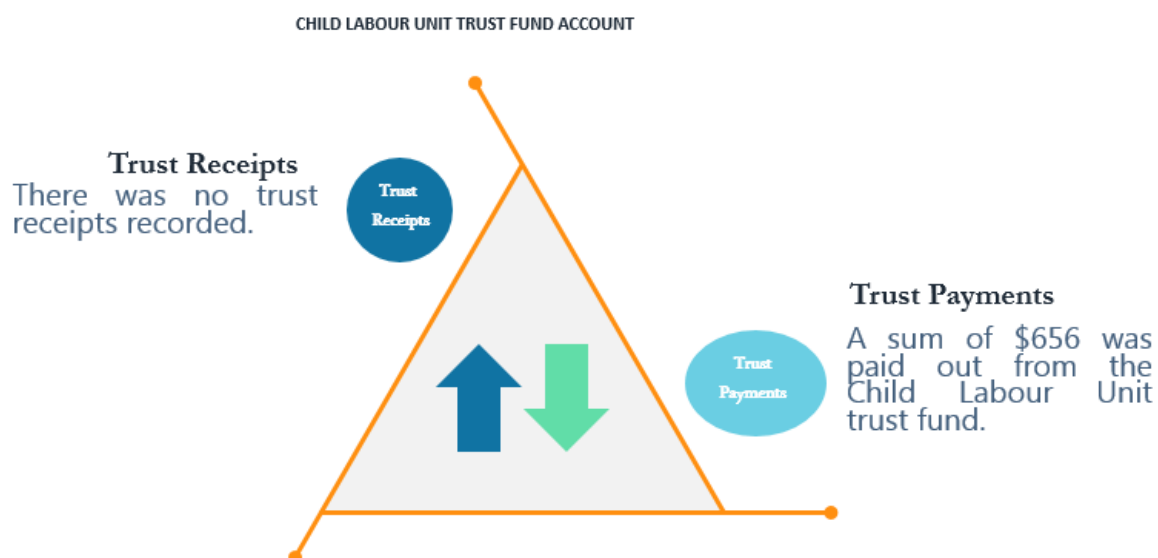 CHILD LABOUR UNIT TRUST FUND ACCOUNT
Trust Receipts
There was no trust
receipts recorded.
Trust
Receipts
Trust Payments
A sum of $656 was
paid out from the
Child Labour Unit
trust fund.
Trust
Payments